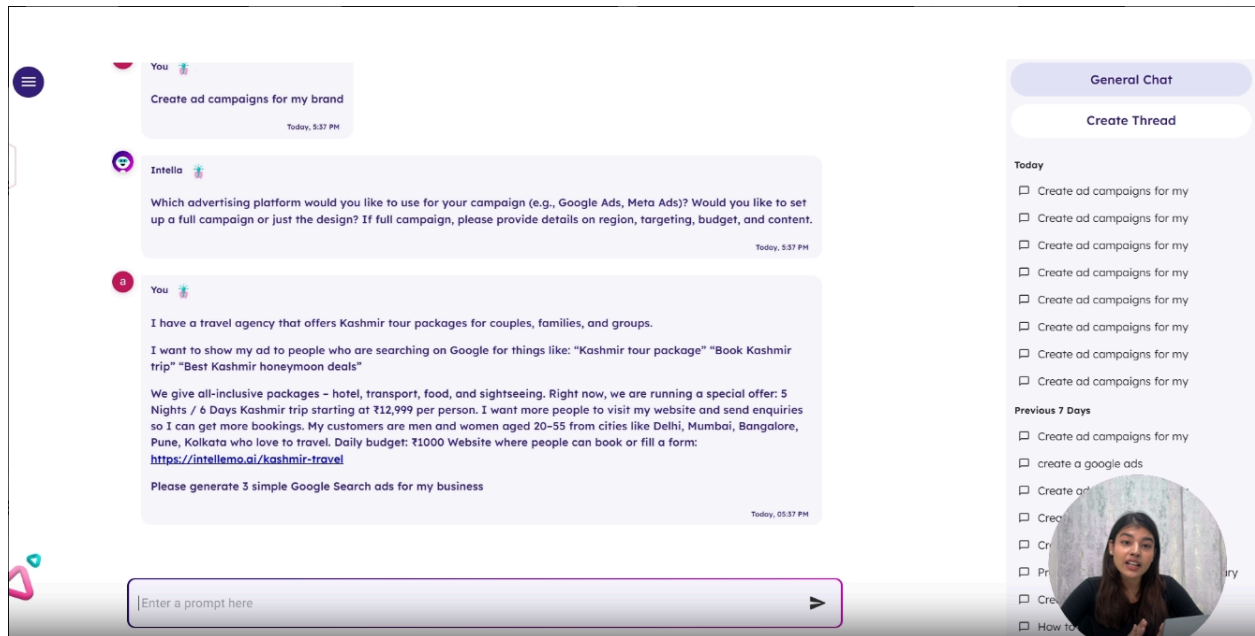 You
Create ad campaigns for my brand
Today, 5:37 PM
Intella
Which advertising platform would you like to use for your campaign (e.g., Google Ads, Meta Ads)? Would you like to set
up a full campaign or just the design? If full campaign, please provide details on region, targeting, budget, and content.
Today, 5:37 PM
a
You
I have a travel agency that offers Kashmir tour packages for couples, families, and groups.
I want to show my ad to people who are searching on Google for things like: “Kashmir tour package” “Book Kashmir
trip” “Best Kashmir honeymoon deals”
We give all-inclusive packages – hotel, transport, food, and sightseeing. Right now, we are running a special offer: 5
Nights / 6 Days Kashmir trip starting at ₹12,999 per person. I want more people to visit my website and send enquiries
so I can get more bookings. My customers are men and women aged 20–55 from cities like Delhi, Mumbai, Bangalore,
Pune, Kolkata who love to travel. Daily budget: ₹1000 Website where people can book or fill a form:
https://intellemo.ai/kashmir-travel
Please generate 3 simple Google Search ads for my business
Today, 05:37 PM
Enter a prompt here
General Chat
Create Thread
Today
Create ad campaigns for my
Create ad campaigns for my
Create ad campaigns for my
Create ad campaigns for my
Create ad campaigns for my
Create ad campaigns for my
Create ad campaigns for my
Create ad campaigns for my
Previous 7 Days
Create ad campaigns for my
create a google ads
Create
How to